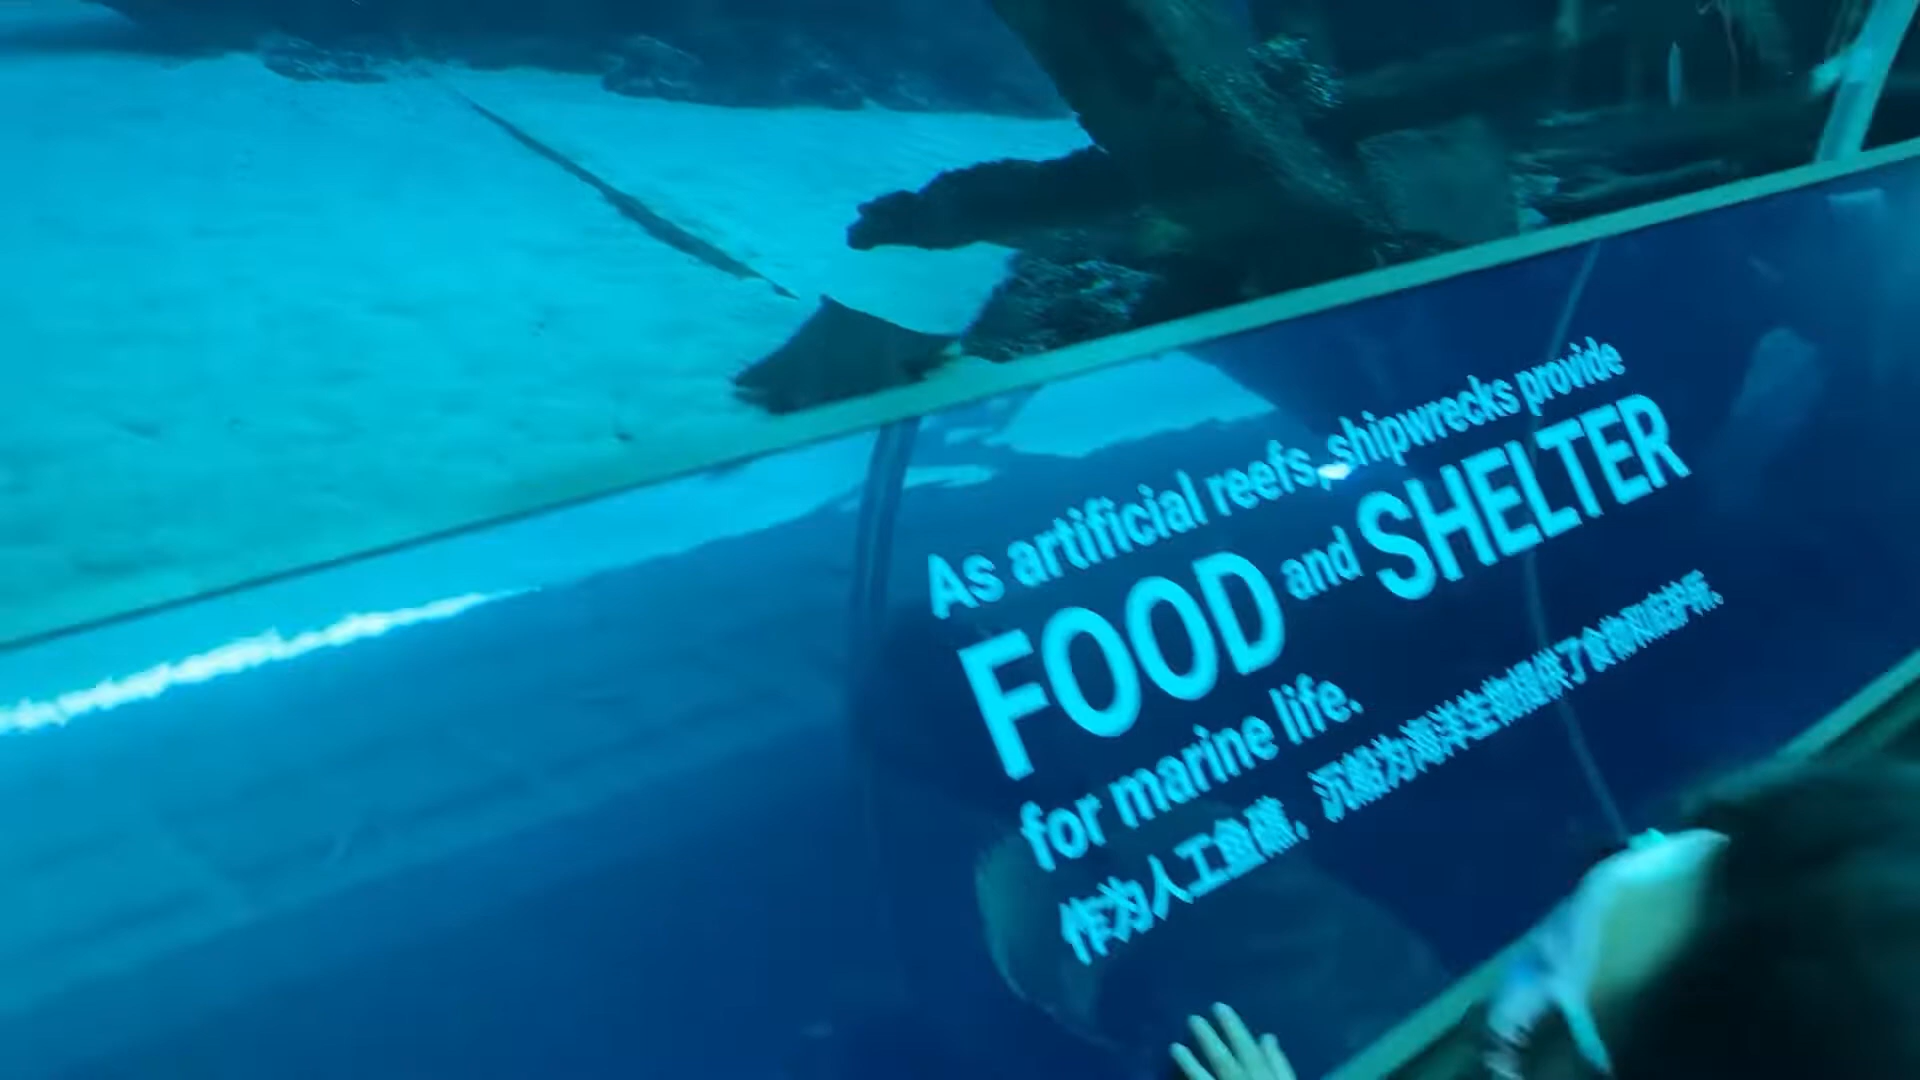 As artificial reefs, shipwrecks provide
FOOD and SHELTER
for marine life.
作为人工鱼礁，沉船为海洋生物提供了食物和庇护所。